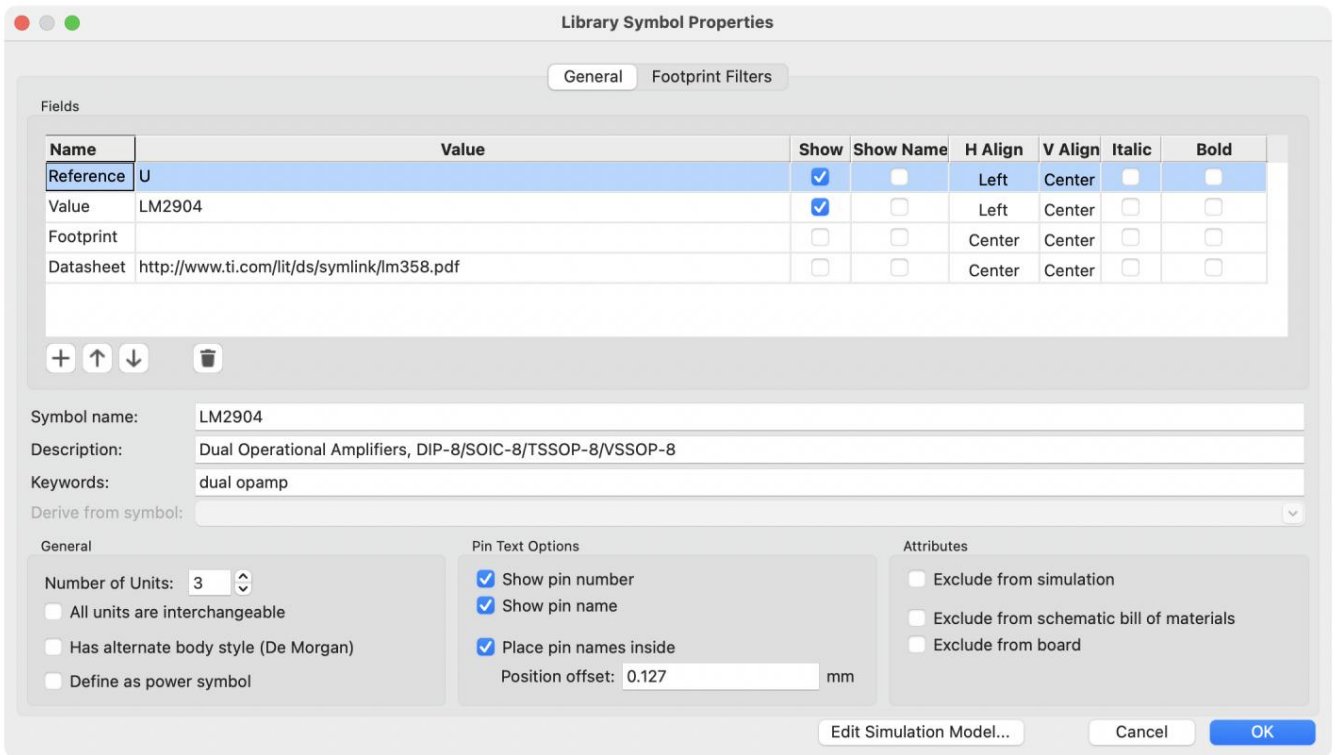 Library Symbol Properties
General Footprint Filters
Fields
Name Value Show Show Name H Align V Align Italic Bold
Reference U Left Center
Value LM2904 Left Center
Footprint Center Center
Datasheet http://www.ti.com/lit/ds/symlink/lm358.pdf Center Center
Symbol name: LM2904
Description: Dual Operational Amplifiers, DIP-8/SOIC-8/TSSOP-8/VSSOP-8
Keywords: dual opamp
Derive from symbol:
General Pin Text Options Attributes
Number of Units: 3 Show pin number Exclude from simulation
All units are interchangeable Show pin name Exclude from schematic bill of materials
Has alternate body style (De Morgan) Place pin names inside Exclude from board
Define as power symbol Position offset: 0.127 mm
Edit Simulation Model... Cancel OK